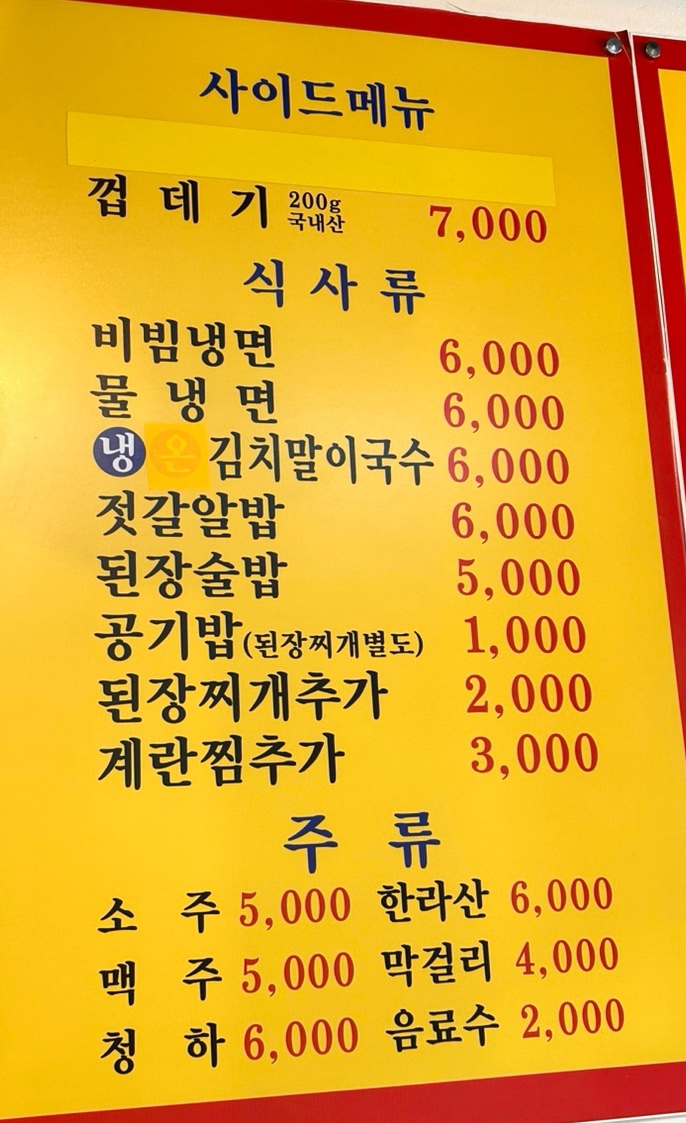 사이드메뉴
껍데기 200g 국내산 7,000
식사류
비빔냉면 6,000
물냉면 6,000
냉 온 김치말이국수 6,000
젓갈알밥 6,000
된장술밥 5,000
공기밥(된장찌개별도) 1,000
된장찌개추가 2,000
계란찜추가 3,000
주류
소주 5,000 한라산 6,000
맥주 5,000 막걸리 4,000
청하 6,000 음료수 2,000